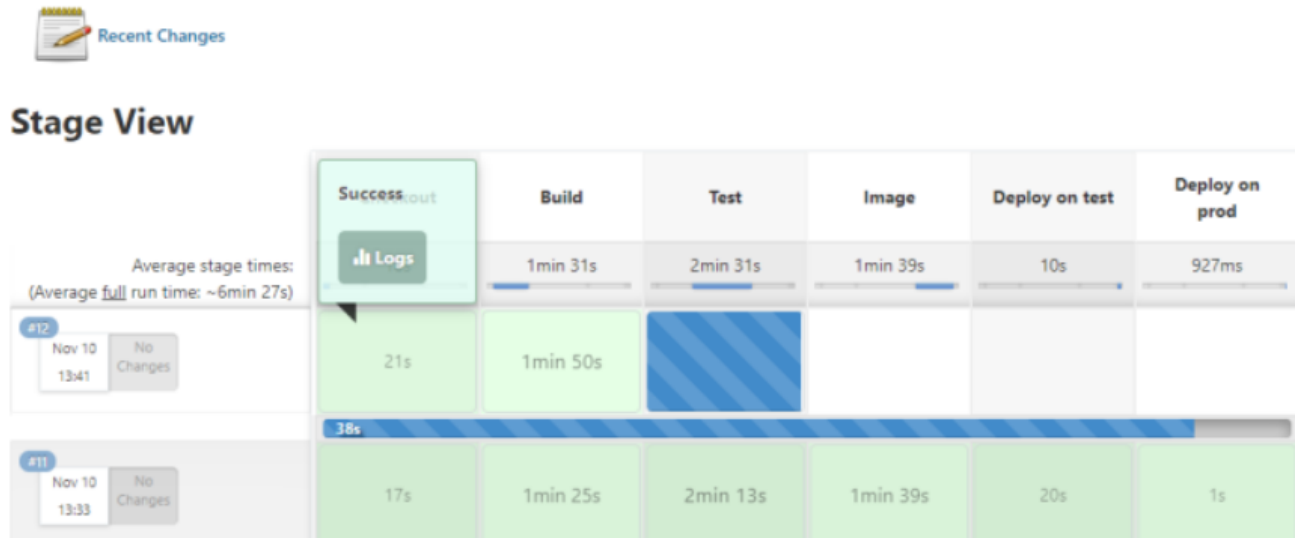 Recent Changes
Stage View
Success
Checkout
Build
Test
Image
Deploy on test
Deploy on
prod
Logs
Average stage times:
(Average full run time: ~6min 27s)
1min 31s
2min 31s
1min 39s
10s
927ms
#12
Nov 10
13:41
No
Changes
21s
1min 50s
38s
#11
Nov 10
13:33
No
Changes
17s
1min 25s
2min 13s
1min 39s
20s
1s